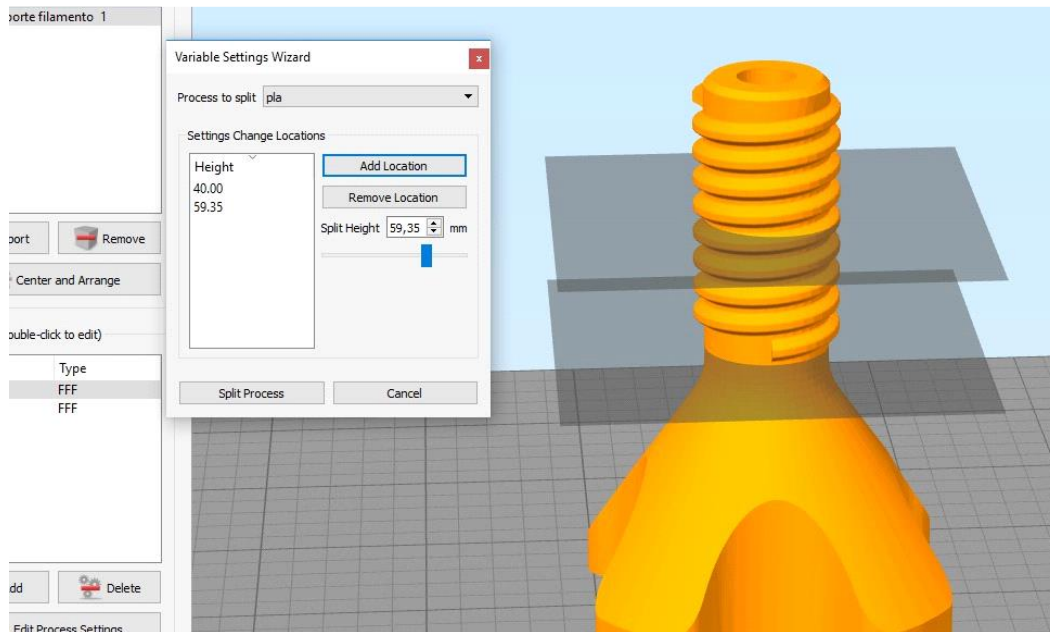 porte filamento 1
Variable Settings Wizard
x
Process to split pla
Settings Change Locations
Height
40.00
59.35
Add Location
Remove Location
Split Height 59,35 mm
Split Process
Cancel
port
Remove
Center and Arrange
ouble-click to edit)
Type
FFF
FFF
dd
Delete
Edit Process Settings